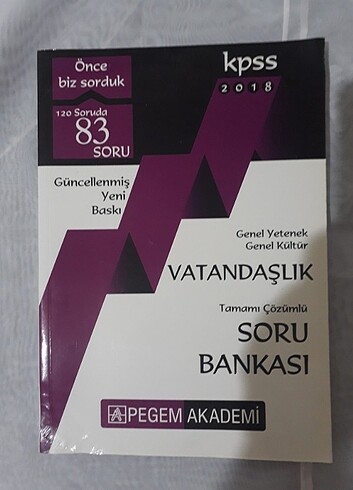 Önce
biz sorduk
120 Soruda
83
SORU
Güncellenmiş
Yeni
Baskı
kpss
2018
Genel Yetenek
Genel Kültür
VATANDAŞLIK
Tamamı Çözümlü
SORU
BANKASI
PEGEM AKADEMİ